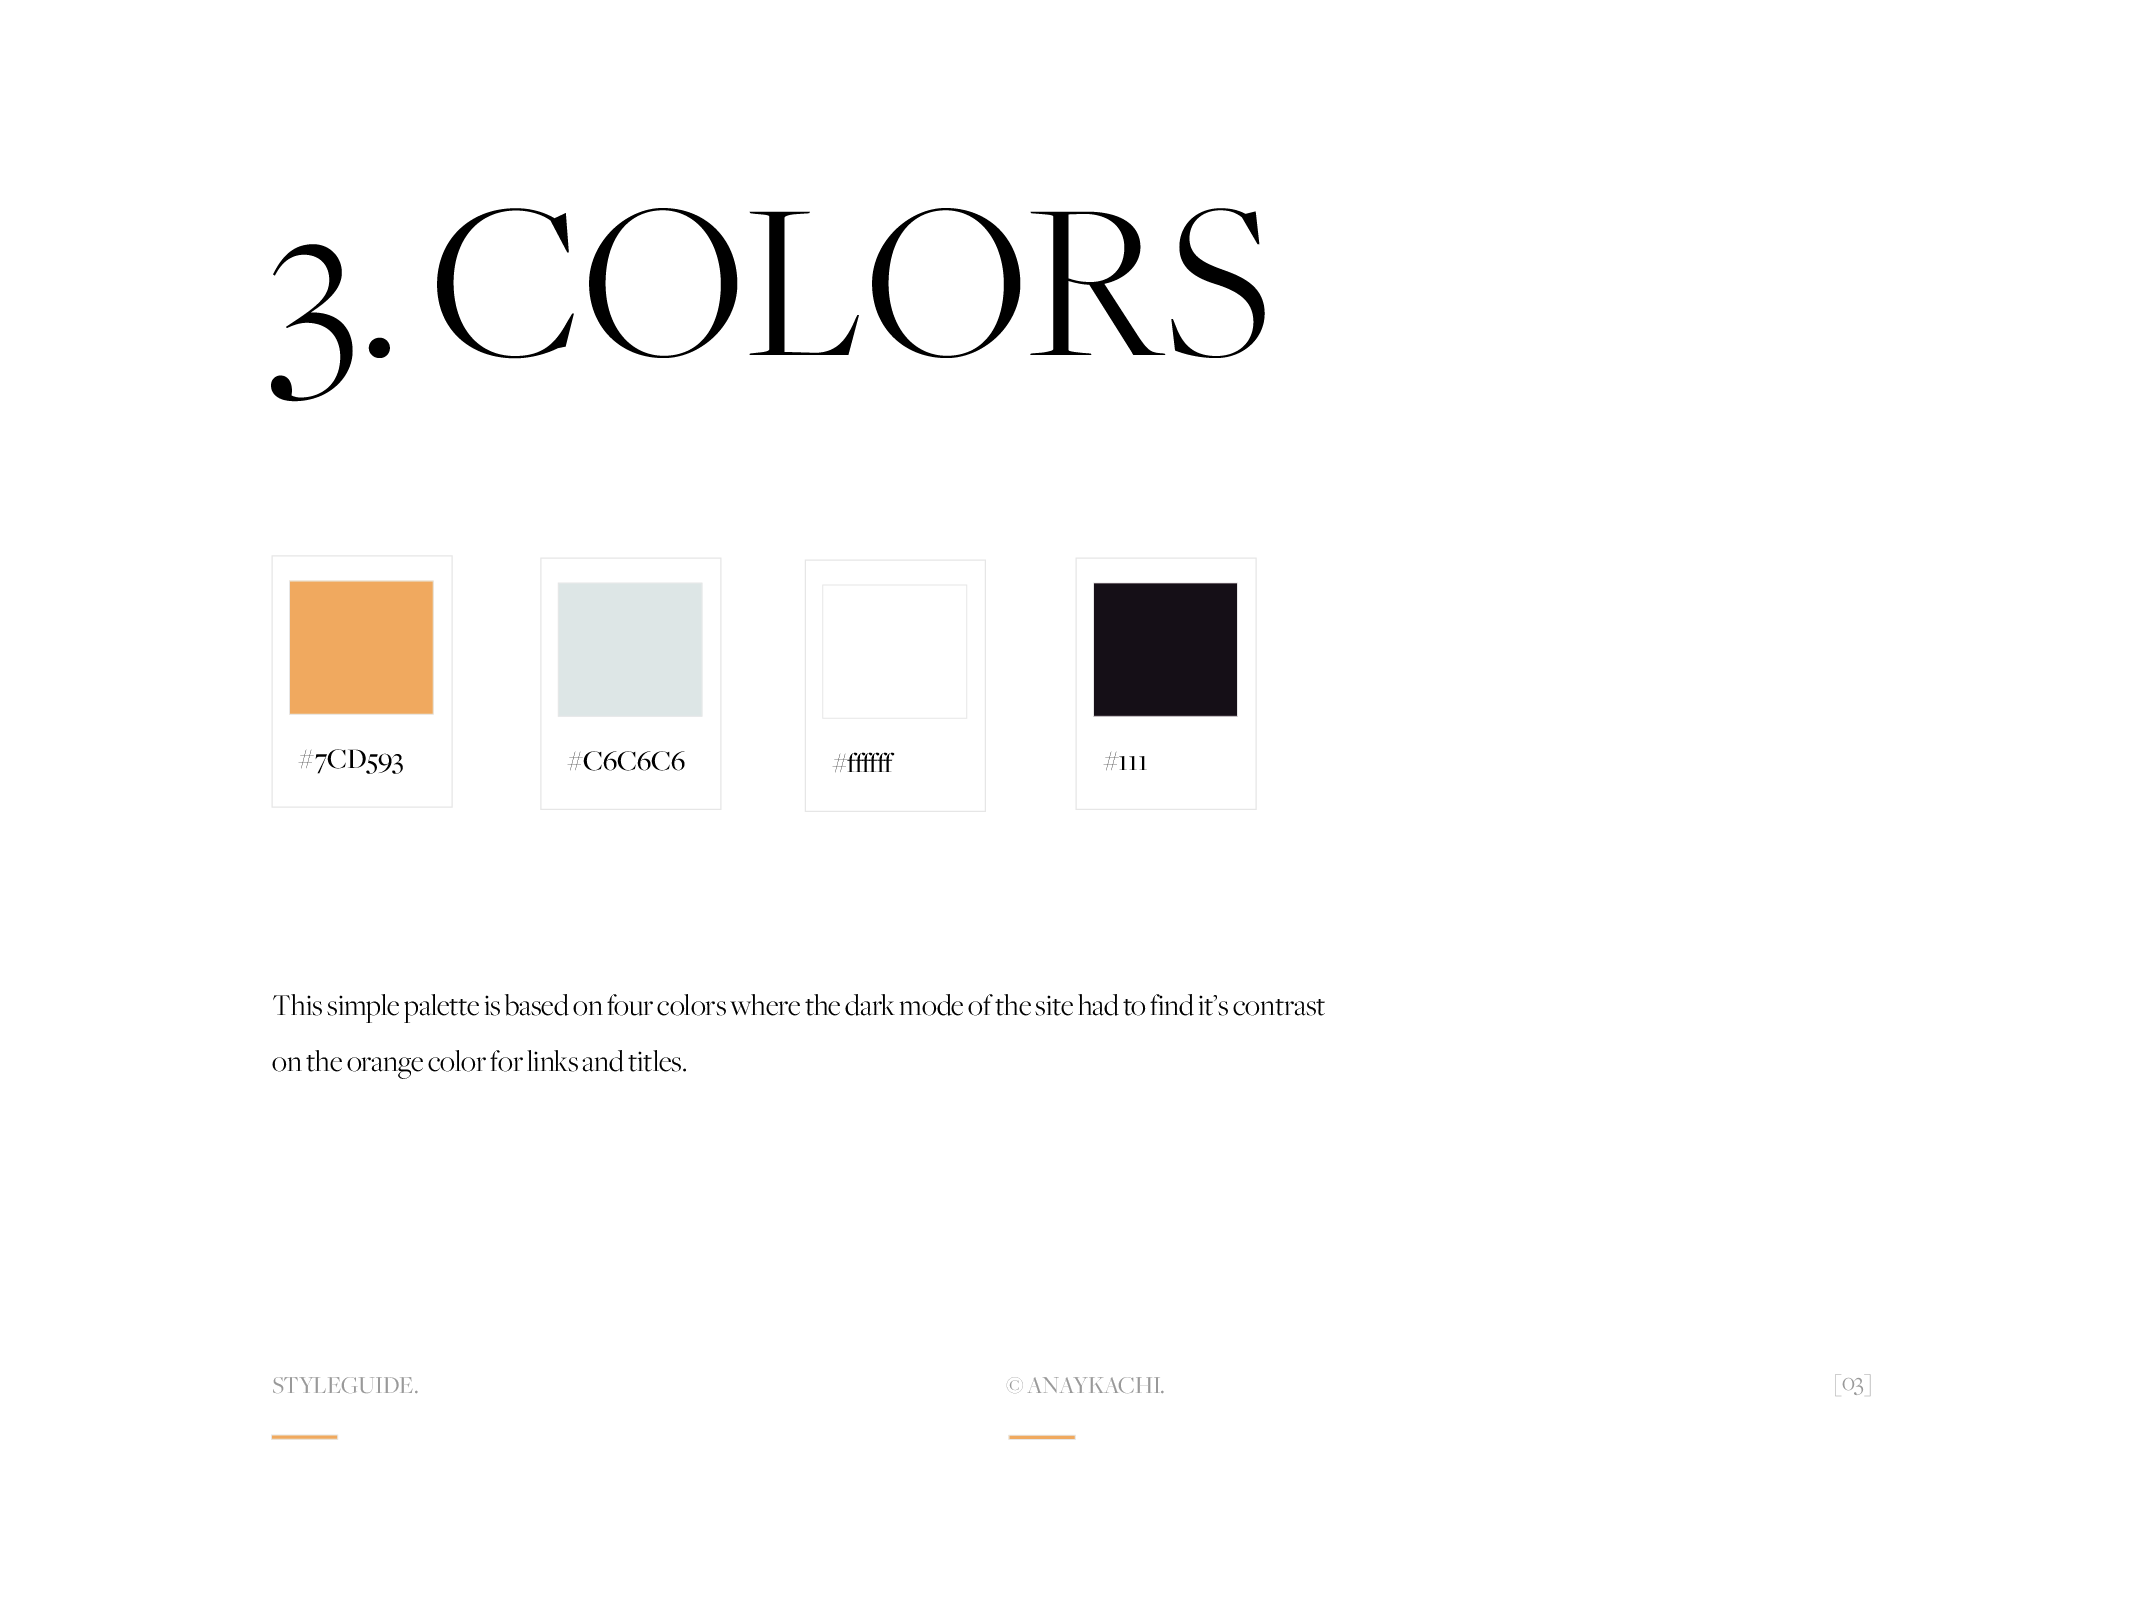 3. COLORS
#7CD593
#C6C6C6
#ffffff
#111
This simple palette is based on four colors where the dark mode of the site had to find it’s contrast
on the orange color for links and titles.
STYLEGUIDE.
© ANAYKACHI.
[03]